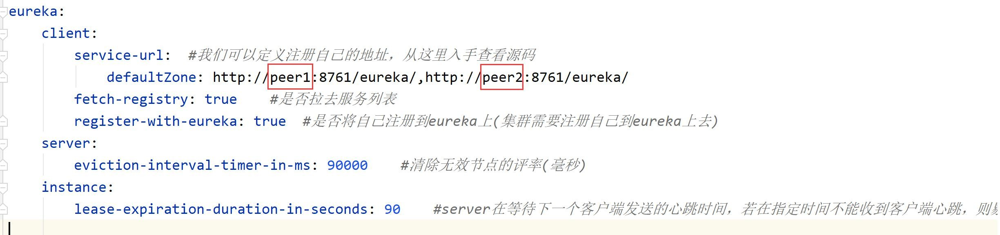 eureka:
client:
service-url: #我们可以定义注册自己的地址，从这里入手查看源码
defaultZone: http://peer1:8761/eureka/,http://peer2:8761/eureka/
fetch-registry: true #是否拉去服务列表
register-with-eureka: true #是否将自己注册到eureka上(集群需要注册自己到eureka上去)
server:
eviction-interval-timer-in-ms: 90000 #清除无效节点的评率(毫秒)
instance:
lease-expiration-duration-in-seconds: 90 #server在等待下一个客户端发送的心跳时间，若在指定时间不能收到客户端心跳，则